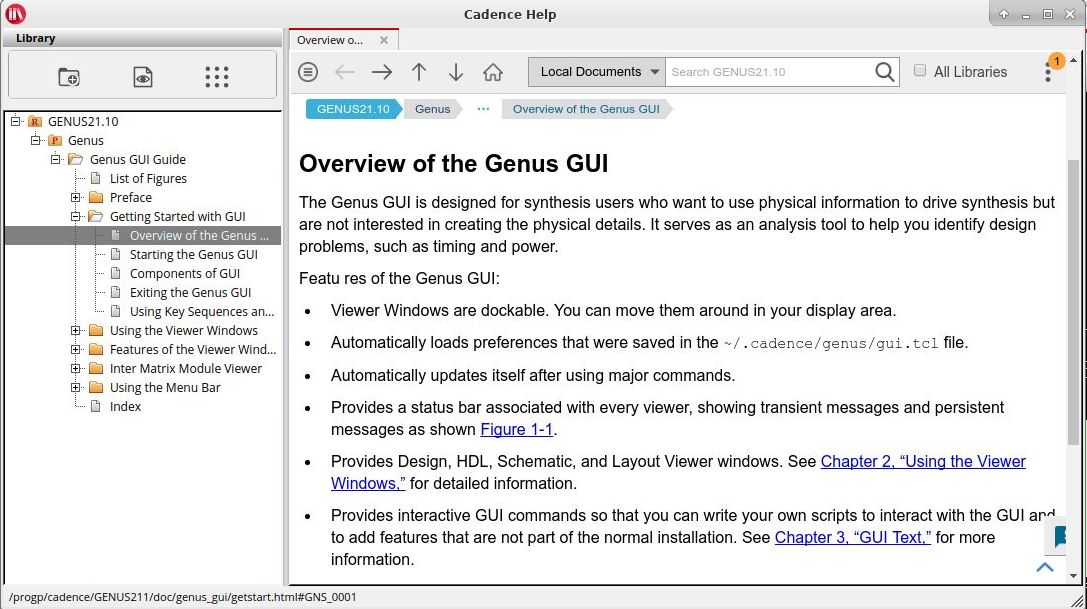 Cadence Help
Library
Overview o...
Local Documents
Search GENUS21.10
All Libraries
1
GENUS21.10
Genus
...
Overview of the Genus GUI
GENUS21.10
Genus
Genus GUI Guide
List of Figures
Preface
Getting Started with GUI
Overview of the Genus ...
Starting the Genus GUI
Components of GUI
Exiting the Genus GUI
Using Key Sequences an...
Using the Viewer Windows
Features of the Viewer Wind...
Inter Matrix Module Viewer
Using the Menu Bar
Index
Overview of the Genus GUI
The Genus GUI is designed for synthesis users who want to use physical information to drive synthesis but
are not interested in creating the physical details. It serves as an analysis tool to help you identify design
problems, such as timing and power.
Featu res of the Genus GUI:
• Viewer Windows are dockable. You can move them around in your display area.
• Automatically loads preferences that were saved in the ~/.cadence/genus/gui.tcl file.
• Automatically updates itself after using major commands.
• Provides a status bar associated with every viewer, showing transient messages and persistent
messages as shown Figure 1-1.
• Provides Design, HDL, Schematic, and Layout Viewer windows. See Chapter 2, “Using the Viewer
Windows,” for detailed information.
• Provides interactive GUI commands so that you can write your own scripts to interact with the GUI and
to add features that are not part of the normal installation. See Chapter 3, “GUI Text,” for more
information.
/progp/cadence/GENUS211/doc/genus_gui/getstart.html#GNS_0001